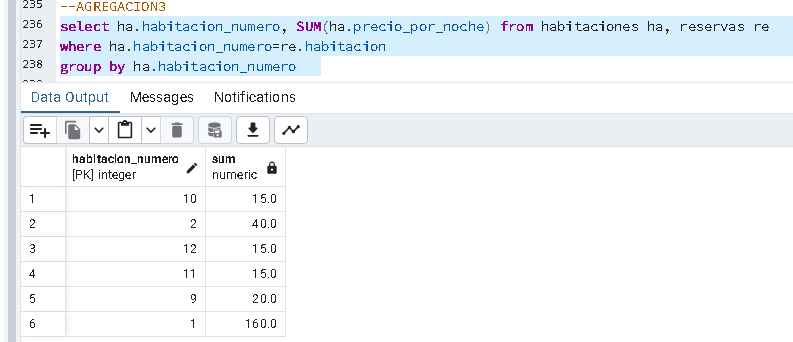 235 --AGREGACION3
236 select ha.habitacion_numero, SUM(ha.precio_por_noche) from habitaciones ha, reservas re
237 where ha.habitacion_numero=re.habitacion
238 group by ha.habitacion_numero
Data Output Messages Notifications
habitacion_numero sum
[PK] integer numeric
1 10 15.0
2 2 40.0
3 12 15.0
4 11 15.0
5 9 20.0
6 1 160.0